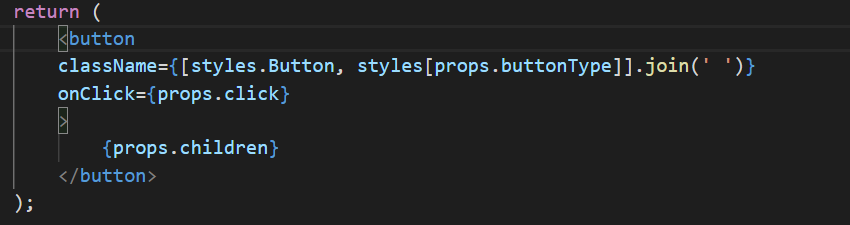 return (
<button
className={[styles.Button, styles[props.buttonType]].join(' ')}
onClick={props.click}
>
{props.children}
</button>
);